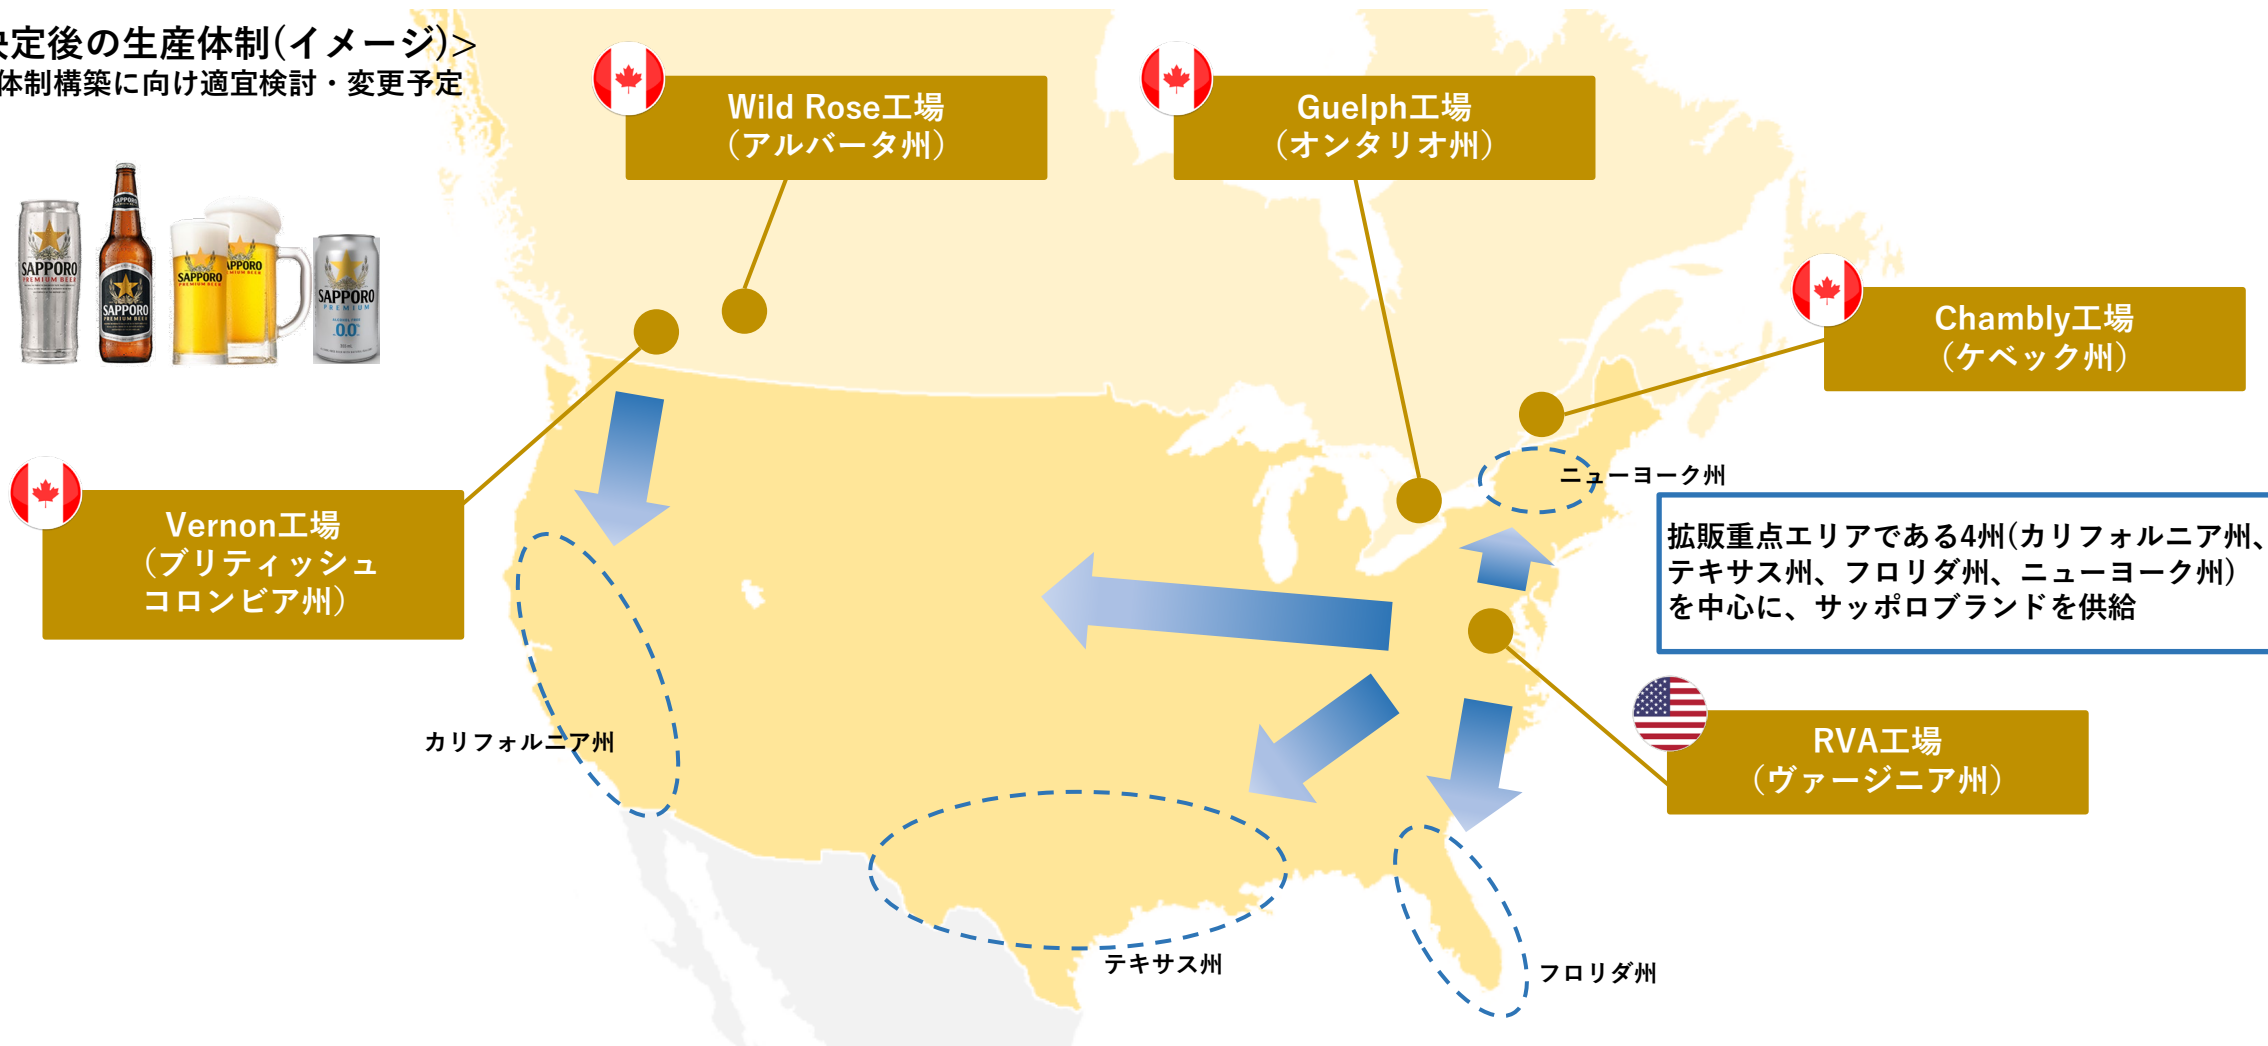 決定後の生産体制(イメージ)>
体制構築に向け適宜検討・変更予定
Wild Rose工場
（アルバータ州）
Guelph工場
（オンタリオ州）
Chambly工場
（ケベック州）
SAPPORO
PREMIUM BEER
SAPPORO
SAPPORO
PREMIUM BEER
SAPPORO
PREMIUM BEER
SAPPORO
PREMIUM
0.0
Vernon工場
（ブリティッシュ
コロンビア州）
ニューヨーク州
拡販重点エリアである4州(カリフォルニア州、
テキサス州、フロリダ州、ニューヨーク州)
を中心に、サッポロブランドを供給
RVA工場
（ヴァージニア州）
カリフォルニア州
テキサス州
フロリダ州